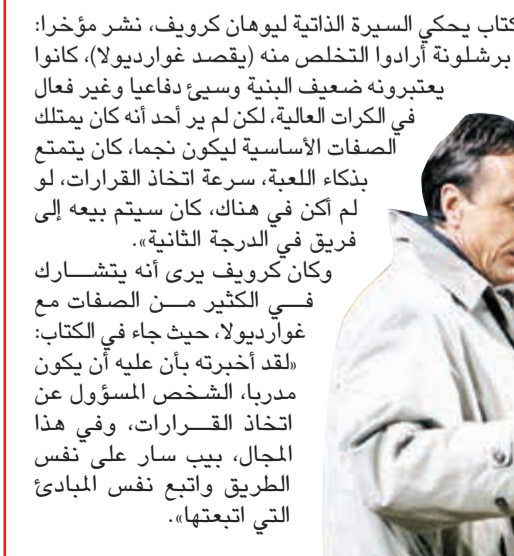 كتاب يحكي السيرة الذاتية ليوهان كرويف، نشر مؤخرا:
برشلونة أرادوا التخلص منه (يقصد غوارديولا)، كانوا
يعتبرونه ضعيف البنية وسيئ دفاعيا وغير فعال
في الكرات العالية، لكن لم ير أحد أنه كان يمتلك
الصفات الأساسية ليكون نجما، كان يتمتع
بذكاء اللعبة، سرعة اتخاذ القرارات، لو
لم أكن في هناك، كان سيتم بيعه إلى
فريق في الدرجة الثانية».
وكان كرويف يرى أنه يتشارك
في الكثير من الصفات مع
غوارديولا، حيث جاء في الكتاب:
«لقد أخبرته بأن عليه أن يكون
مدربا، الشخص المسؤول عن
اتخاذ القرارات، وفي هذا
المجال، بيب سار على نفس
الطريق واتبع نفس المبادئ
التي اتبعتها».